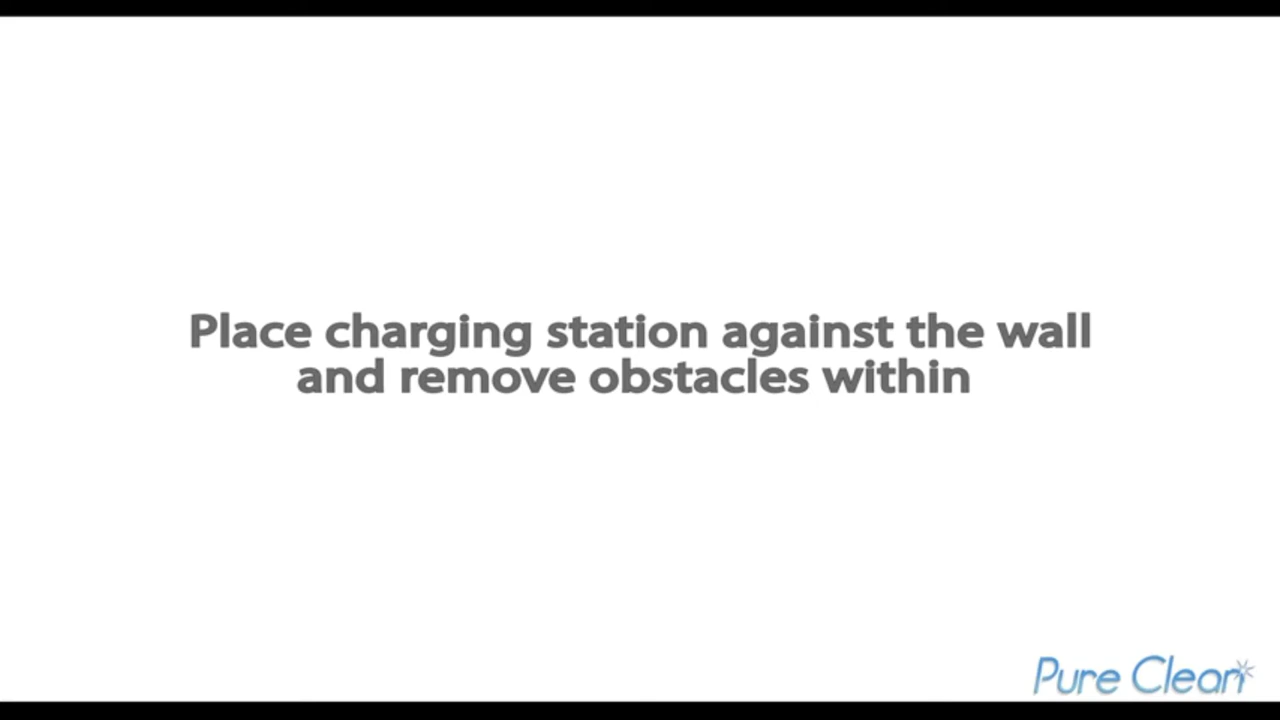 Place charging station against the wall
and remove obstacles within
Pure Clean